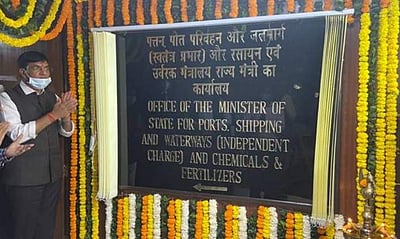 पत्तन, पोत परिवहन और जलमार्ग
(स्वतंत्र प्रभार) और रसायन एवं
उर्वरक मंत्रालय राज्य मंत्री का
कार्यालय
OFFICE OF THE MINISTER OF
STATE FOR PORTS, SHIPPING
AND WATERWAYS (INDEPENDENT
CHARGE) AND CHEMICALS &
FERTILIZERS